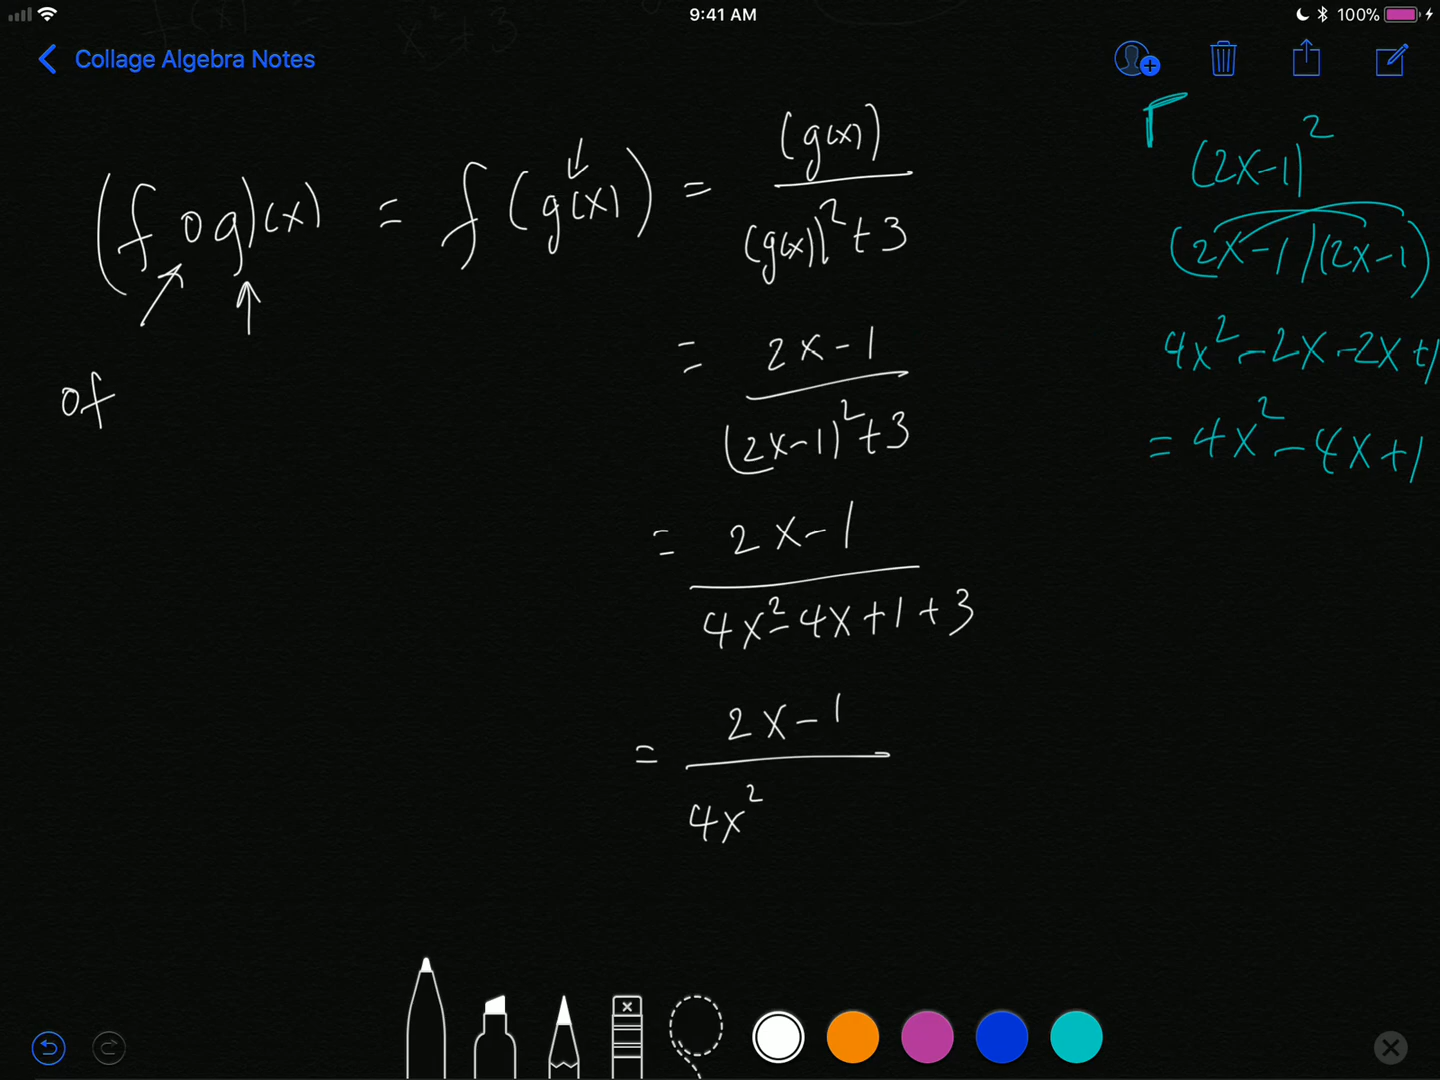 9:41 AM
100%
Collage Algebra Notes
(f o g)(x) = f(g(x)) = (g(x)) / (g(x))² + 3
of
= 2x - 1 / (2x - 1)² + 3
= 2x - 1 / 4x² - 4x + 1 + 3
= 2x - 1 / 4x²
(2x - 1)²
(2x - 1)(2x - 1)
4x² - 2x - 2x + 1
= 4x² - 4x + 1